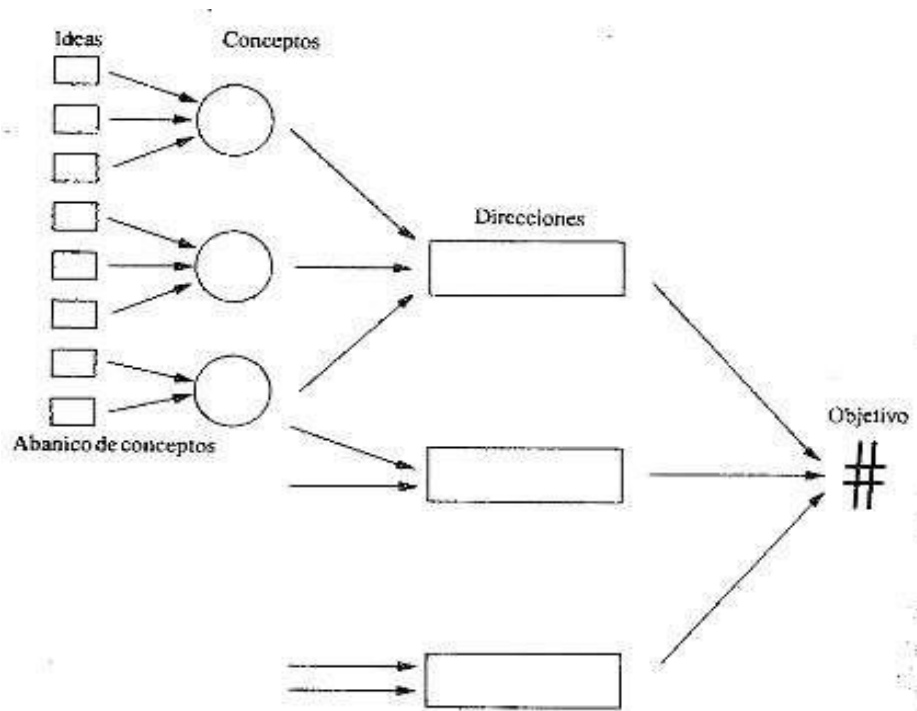 Ideas
Conceptos
Direcciones
Objetivo
#
Abanico de conceptos